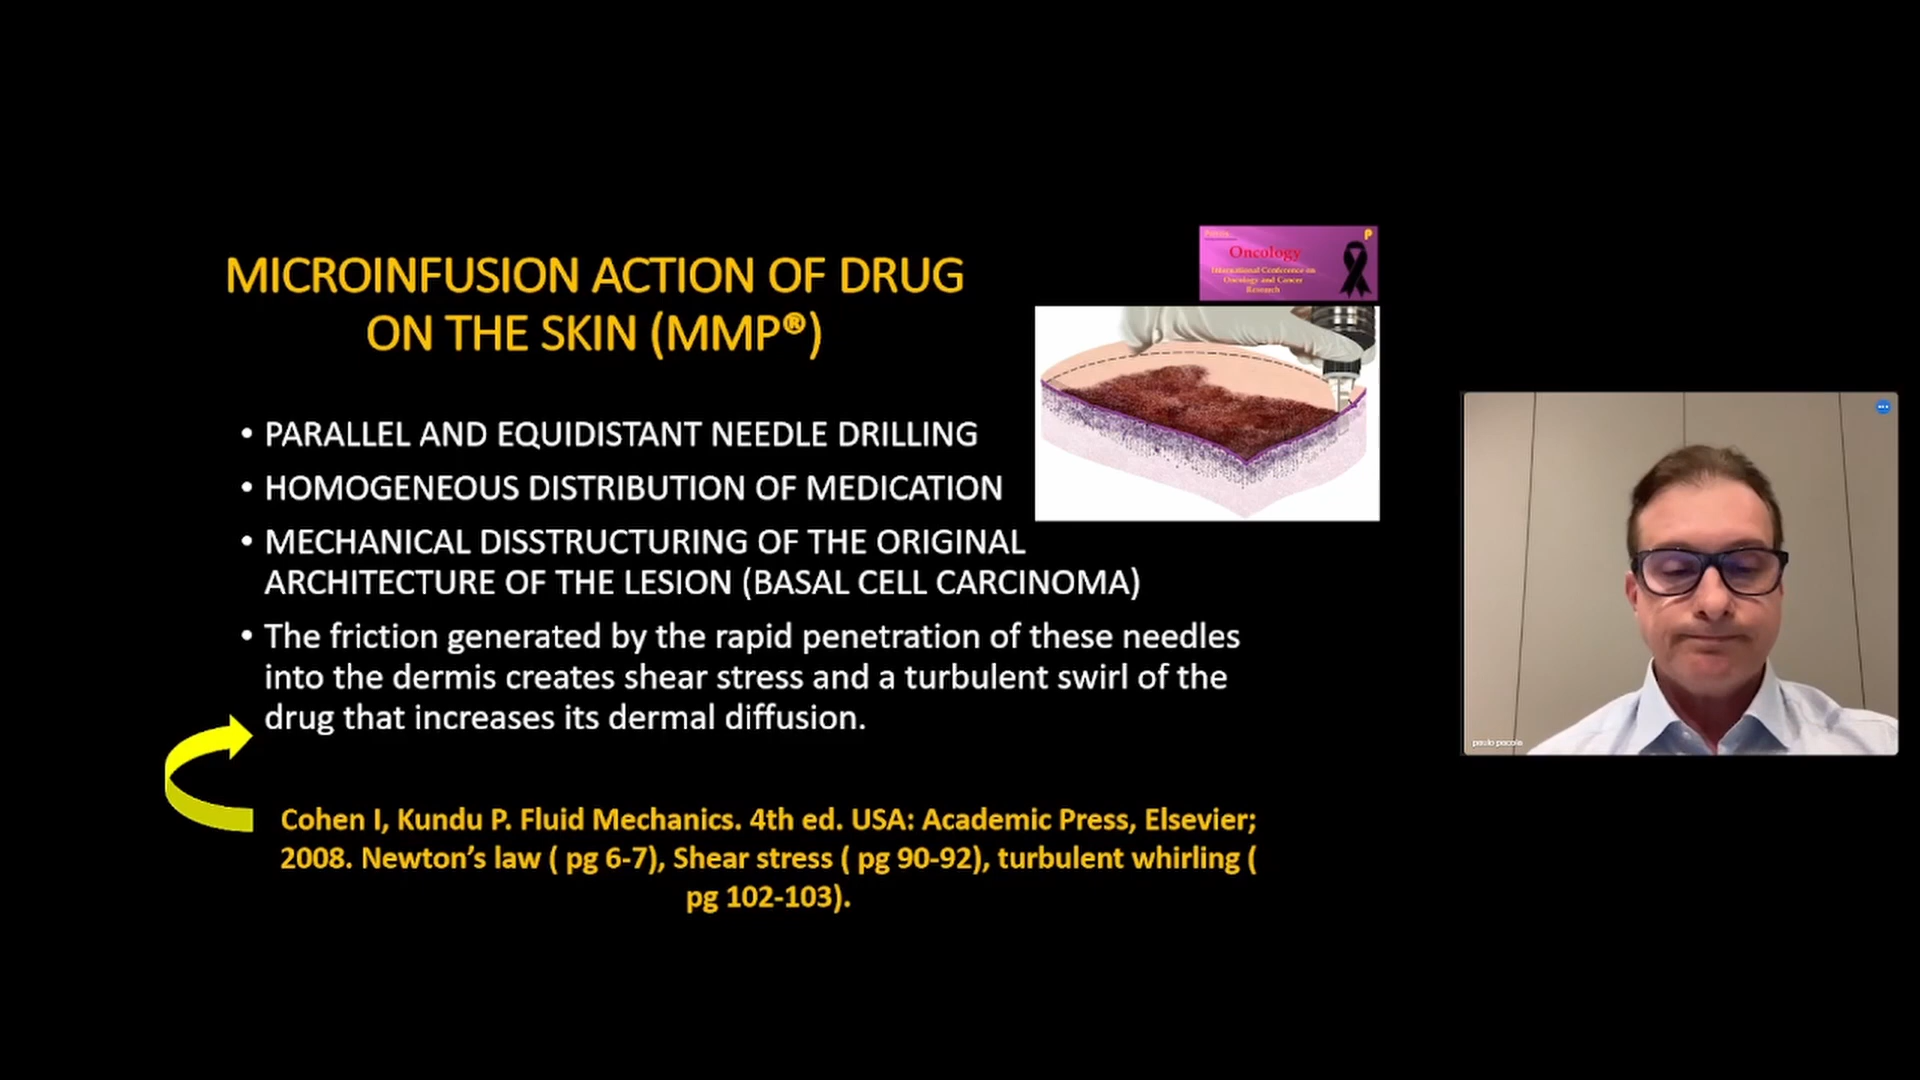 MICROINFUSION ACTION OF DRUG
ON THE SKIN (MMP®)
Oncology
International Conference on
Oncology and Cancer
Research
• PARALLEL AND EQUIDISTANT NEEDLE DRILLING
• HOMOGENEOUS DISTRIBUTION OF MEDICATION
• MECHANICAL DISSTRUCTURING OF THE ORIGINAL
ARCHITECTURE OF THE LESION (BASAL CELL CARCINOMA)
• The friction generated by the rapid penetration of these needles
into the dermis creates shear stress and a turbulent swirl of the
drug that increases its dermal diffusion.
Cohen I, Kundu P. Fluid Mechanics. 4th ed. USA: Academic Press, Elsevier;
2008. Newton’s law ( pg 6-7), Shear stress ( pg 90-92), turbulent whirling (
pg 102-103).
paulo pacola